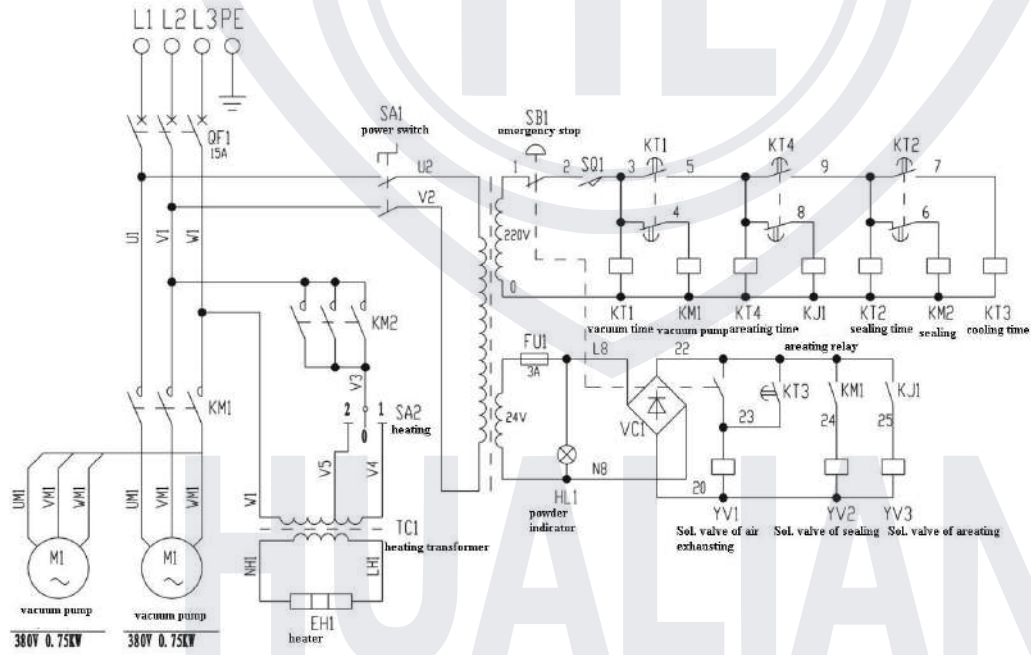 L1 L2 L3 PE
QF1
15A
SA1
power switch
U2
V2
SB1
emergency stop
1
2
SQ1
3
KT1
5
KT4
9
KT2
7
4
8
6
220V
0
KT1
vacuum time
KM1
vacuum pump
KT4
areating time
KJ1
areating relay
KT2
sealing time
KM2
sealing
KT3
cooling time
U1
V1
W1
KM2
V3
2
0
1
SA2
heating
V5
V4
KM1
FU1
3A
L8
22
24V
VC1
23
KT3
KM1
24
KJ1
25
HL1
powder
indicator
N8
20
YV1
Sol. valve of air
exhausting
YV2
Sol. valve of sealing
YV3
Sol. valve of areating
W1
TC1
heating transformer
NH1
LH1
EH1
heater
UM1
VM1
WM1
UM1
VM1
WM1
M1
~
vacuum pump
380V 0.75KW
M1
~
vacuum pump
380V 0.75KW
HUALIAN
HL